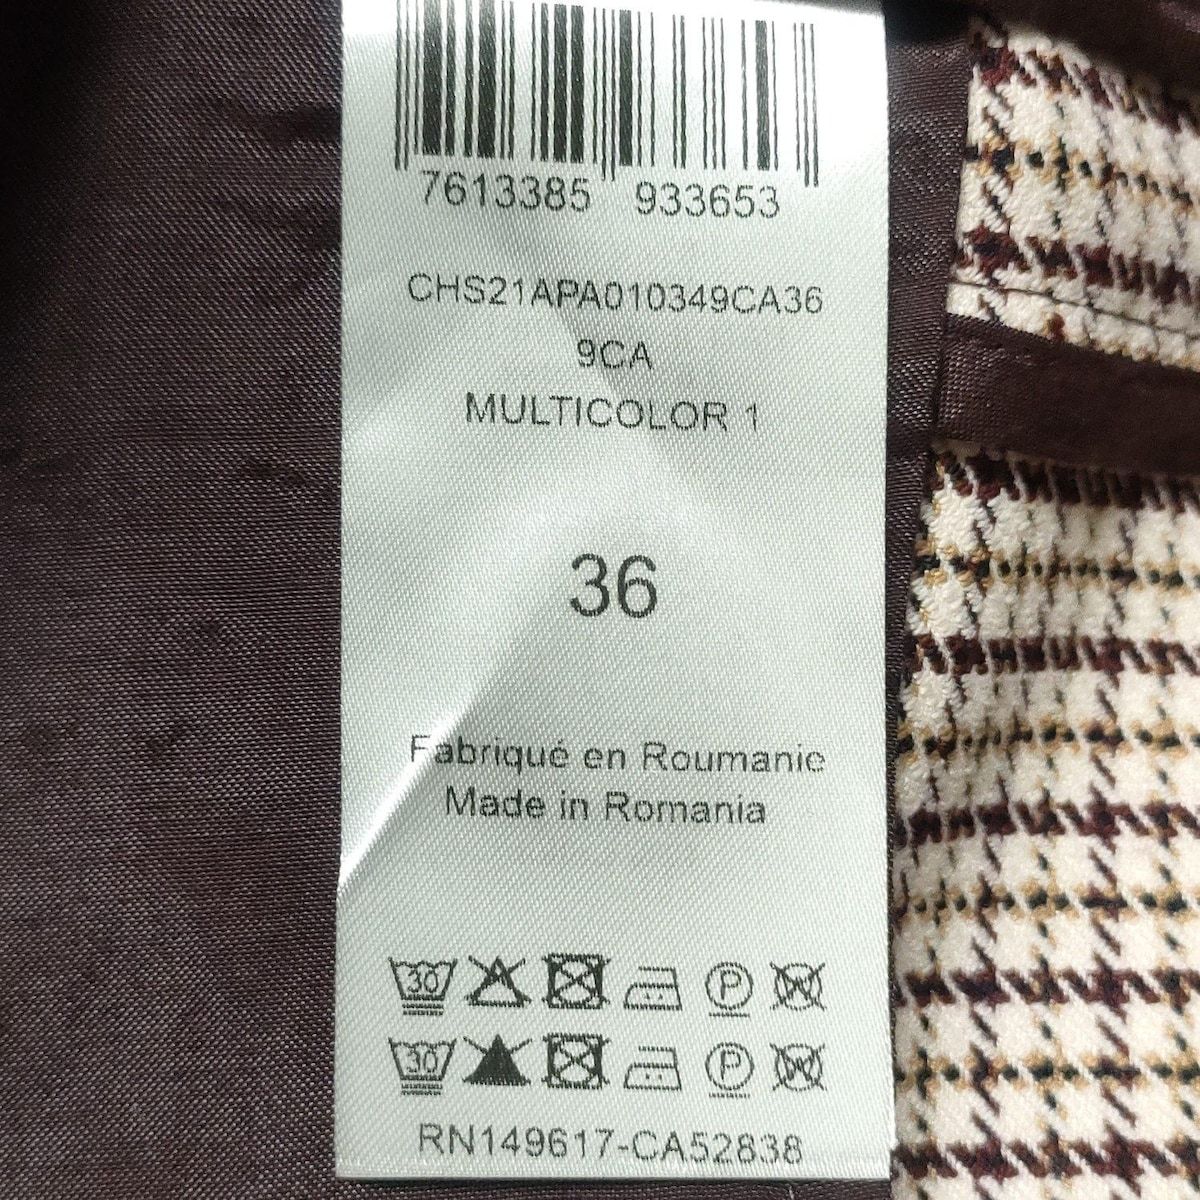 7613385 933653
CHS21APA010349CA36
9CA
MULTICOLOR 1
36
Fabriqué en Roumanie
Made in Romania
30 P
30 P
RN149617-CA52838